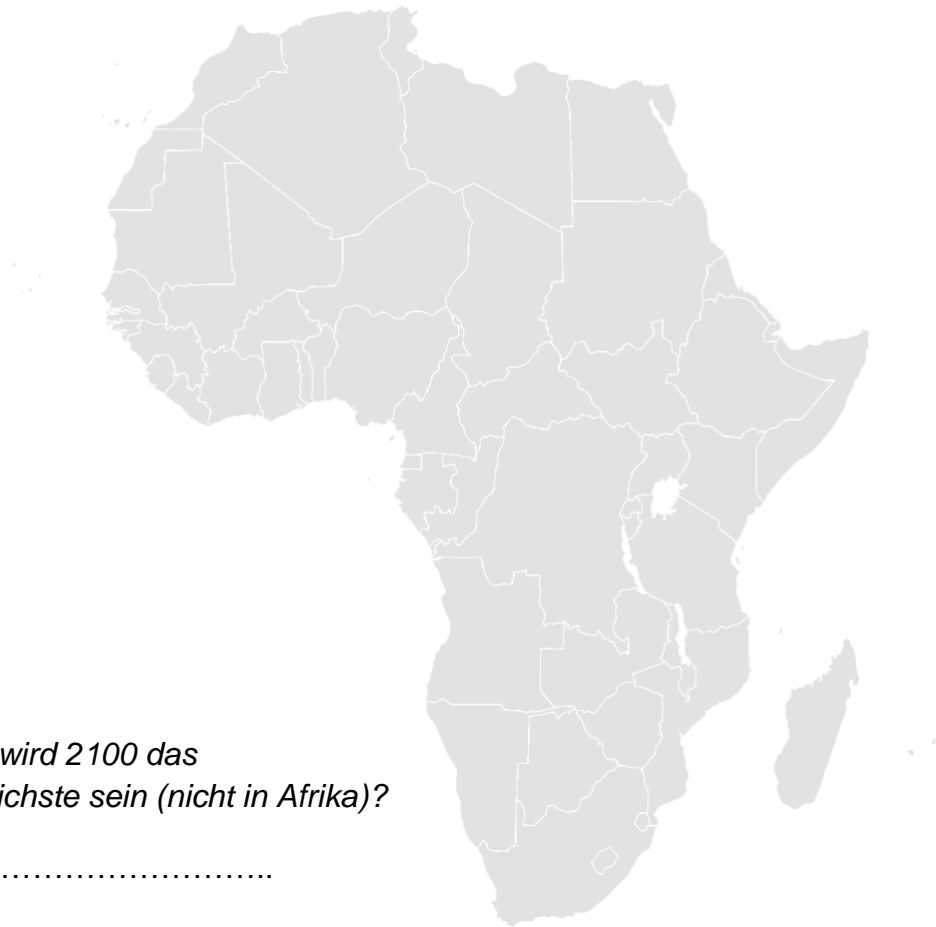 wird 2100 das
ichste sein (nicht in Afrika)?
……………………….